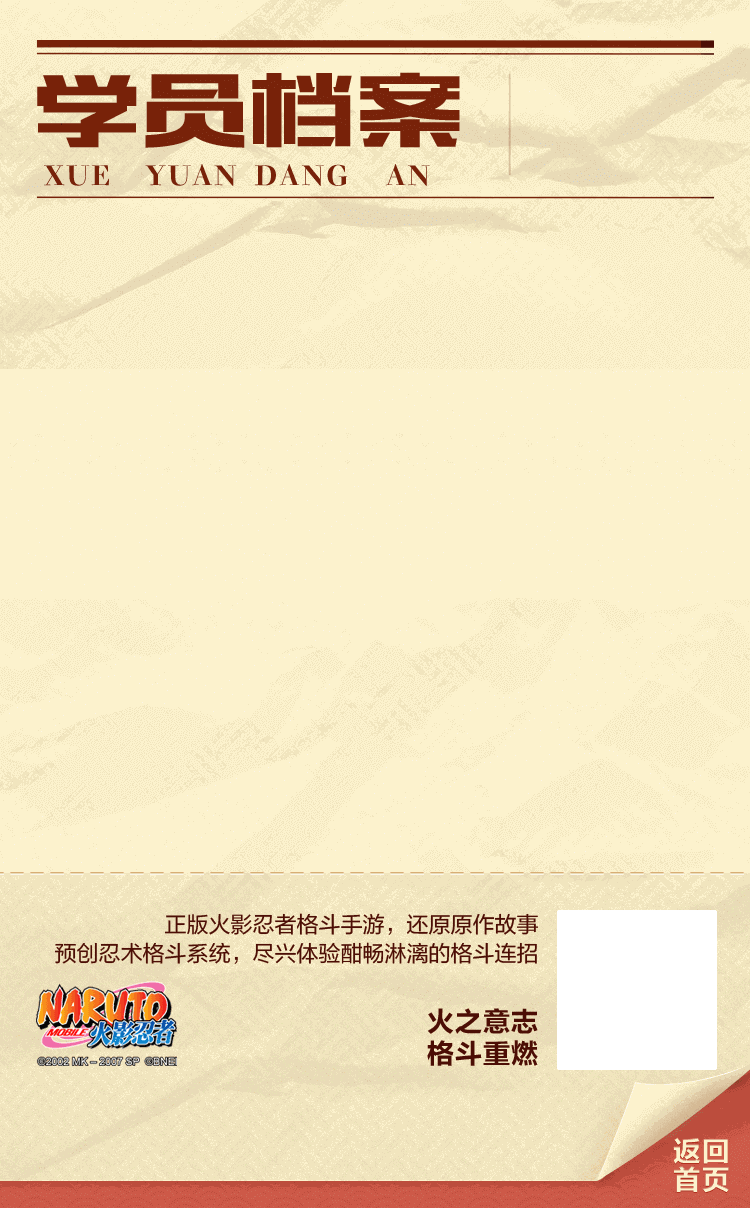 学员档案
XUE YUAN DANG AN
正版火影忍者格斗手游，还原原作故事
预创忍术格斗系统，尽兴体验酣畅淋漓的格斗连招
NARUTO
MOBILE 火影忍者
©2002 MK – 2007 SP ©BNEI
火之意志
格斗重燃
返回
首页